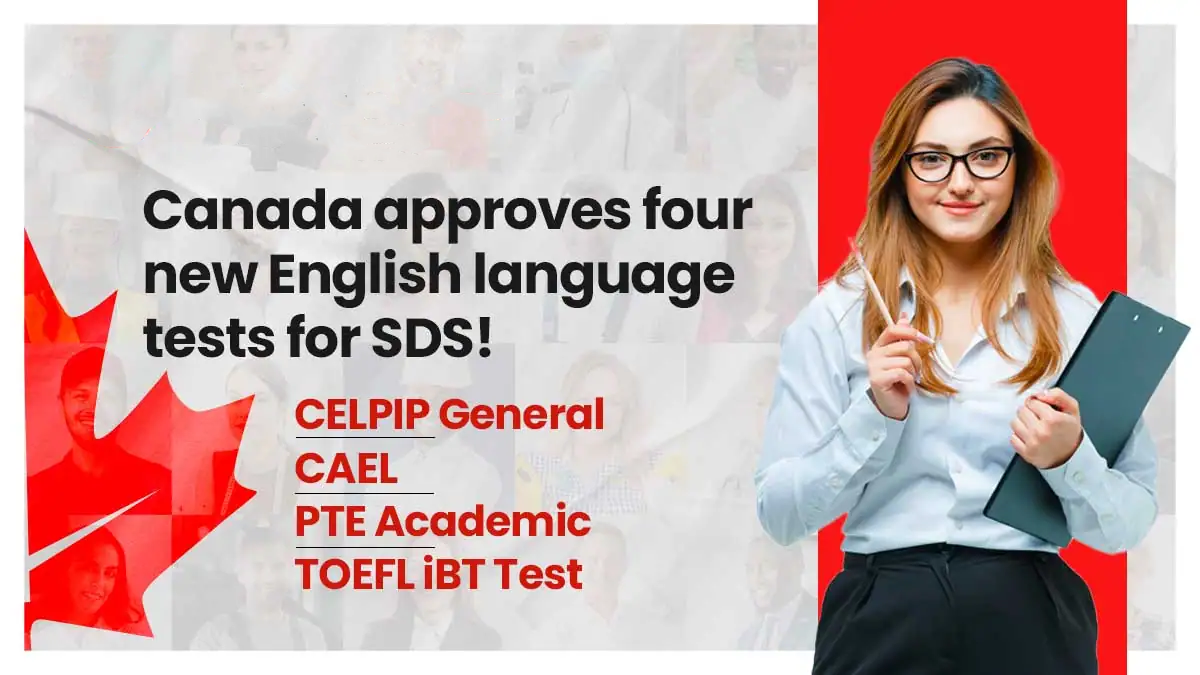 Canada approves four
new English language
tests for SDS!
CELPIP General
CAEL
PTE Academic
TOEFL iBT Test